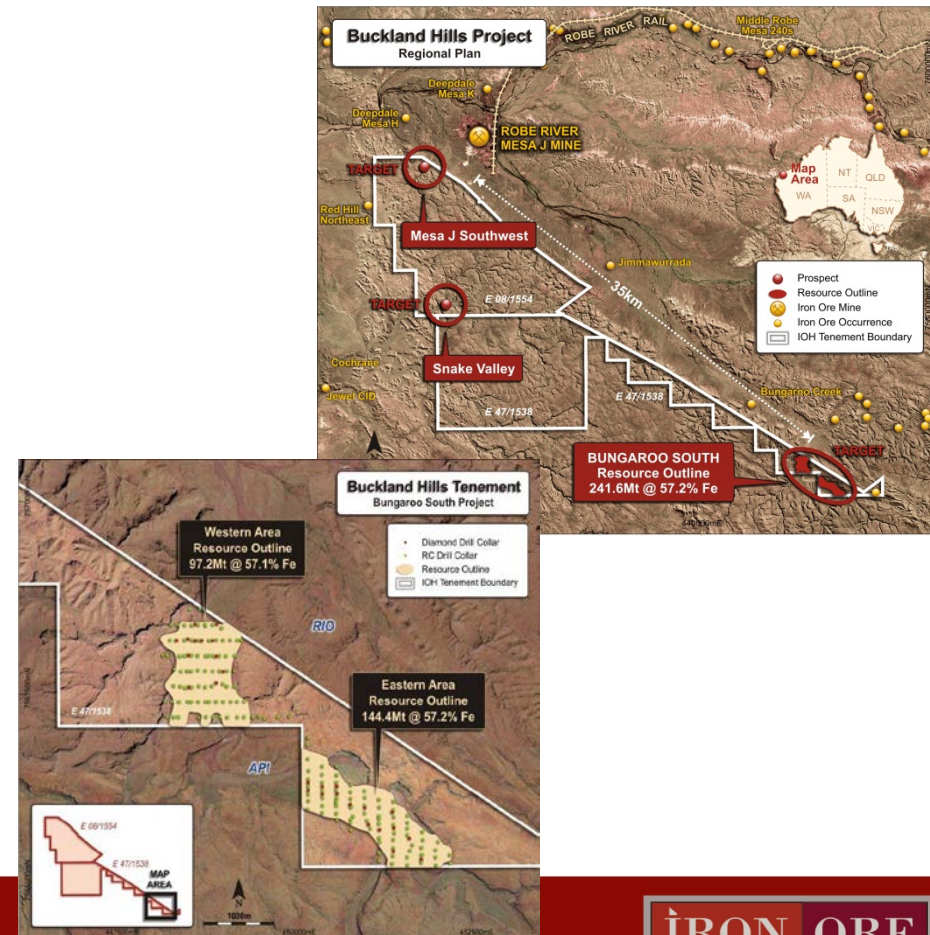 Buckland Hills Project
Regional Plan
ROBE RIVER RAIL
Middle Robe
Mesa 240s
Deepdale
Mesa K
Deepdale
Mesa H
ROBE RIVER
MESA J MINE
TARGET
Map
Area
NT
QLD
WA
SA
NSW
VIC
Red Hill
Northeast
Mesa J Southwest
Jimmawurrada
Prospect
Resource Outline
Iron Ore Mine
Iron Ore Occurrence
IOH Tenement Boundary
TARGET
E 08/1554
35km
Snake Valley
Cochrane
Jewel CID
E 47/1538
E 47/1538
Bungaroo Creek
TARGET
BUNGAROO SOUTH
Resource Outline
241.6Mt @ 57.2% Fe
440000mE
Buckland Hills Tenement
Bungaroo South Project
Diamond Drill Collar
RC Drill Collar
Resource Outline
IOH Tenement Boundary
Western Area
Resource Outline
97.2Mt @ 57.1% Fe
RIO
Eastern Area
Resource Outline
144.4Mt @ 57.2% Fe
E 47/1538
API
E 08/1554
E 47/1538
MAP
AREA
N
1000m
450000mE
452500mE
IRON ORE